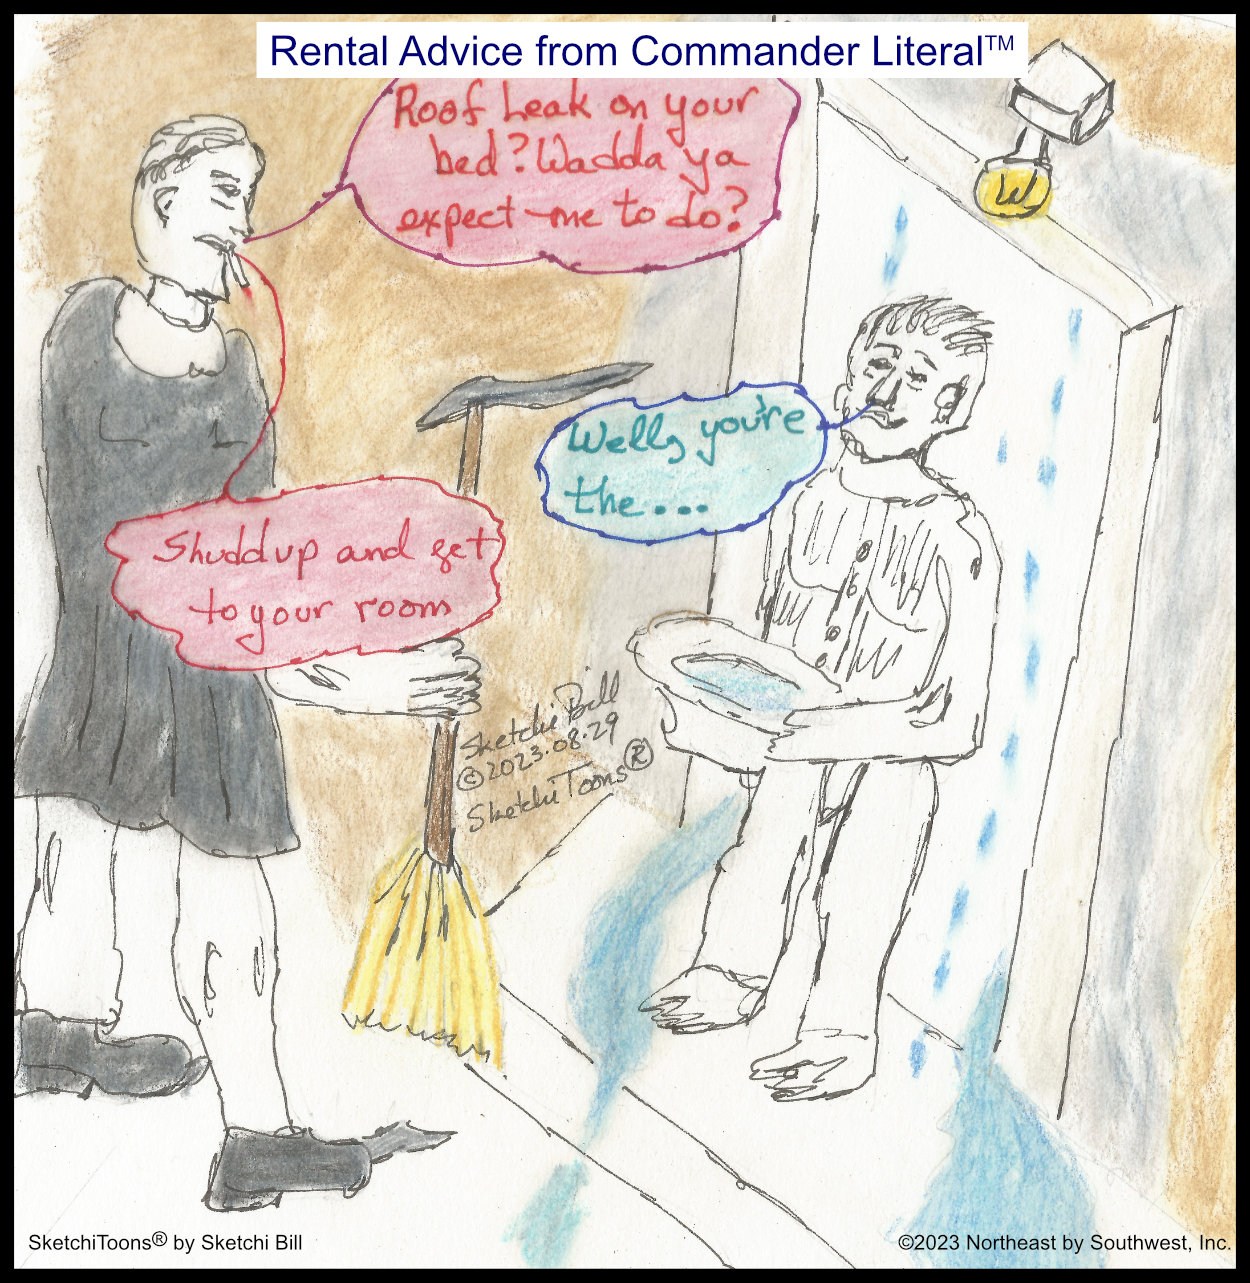 Rental Advice from Commander Literal™
Roof Leak on your
bed? Wadda ya
expect me to do?
Well, you're
the....
Shuddup and get
to your room
Sketchi Bill
©2023.08.29
SketchiToons®
SketchiToons® by Sketchi Bill
©2023 Northeast by Southwest, Inc.